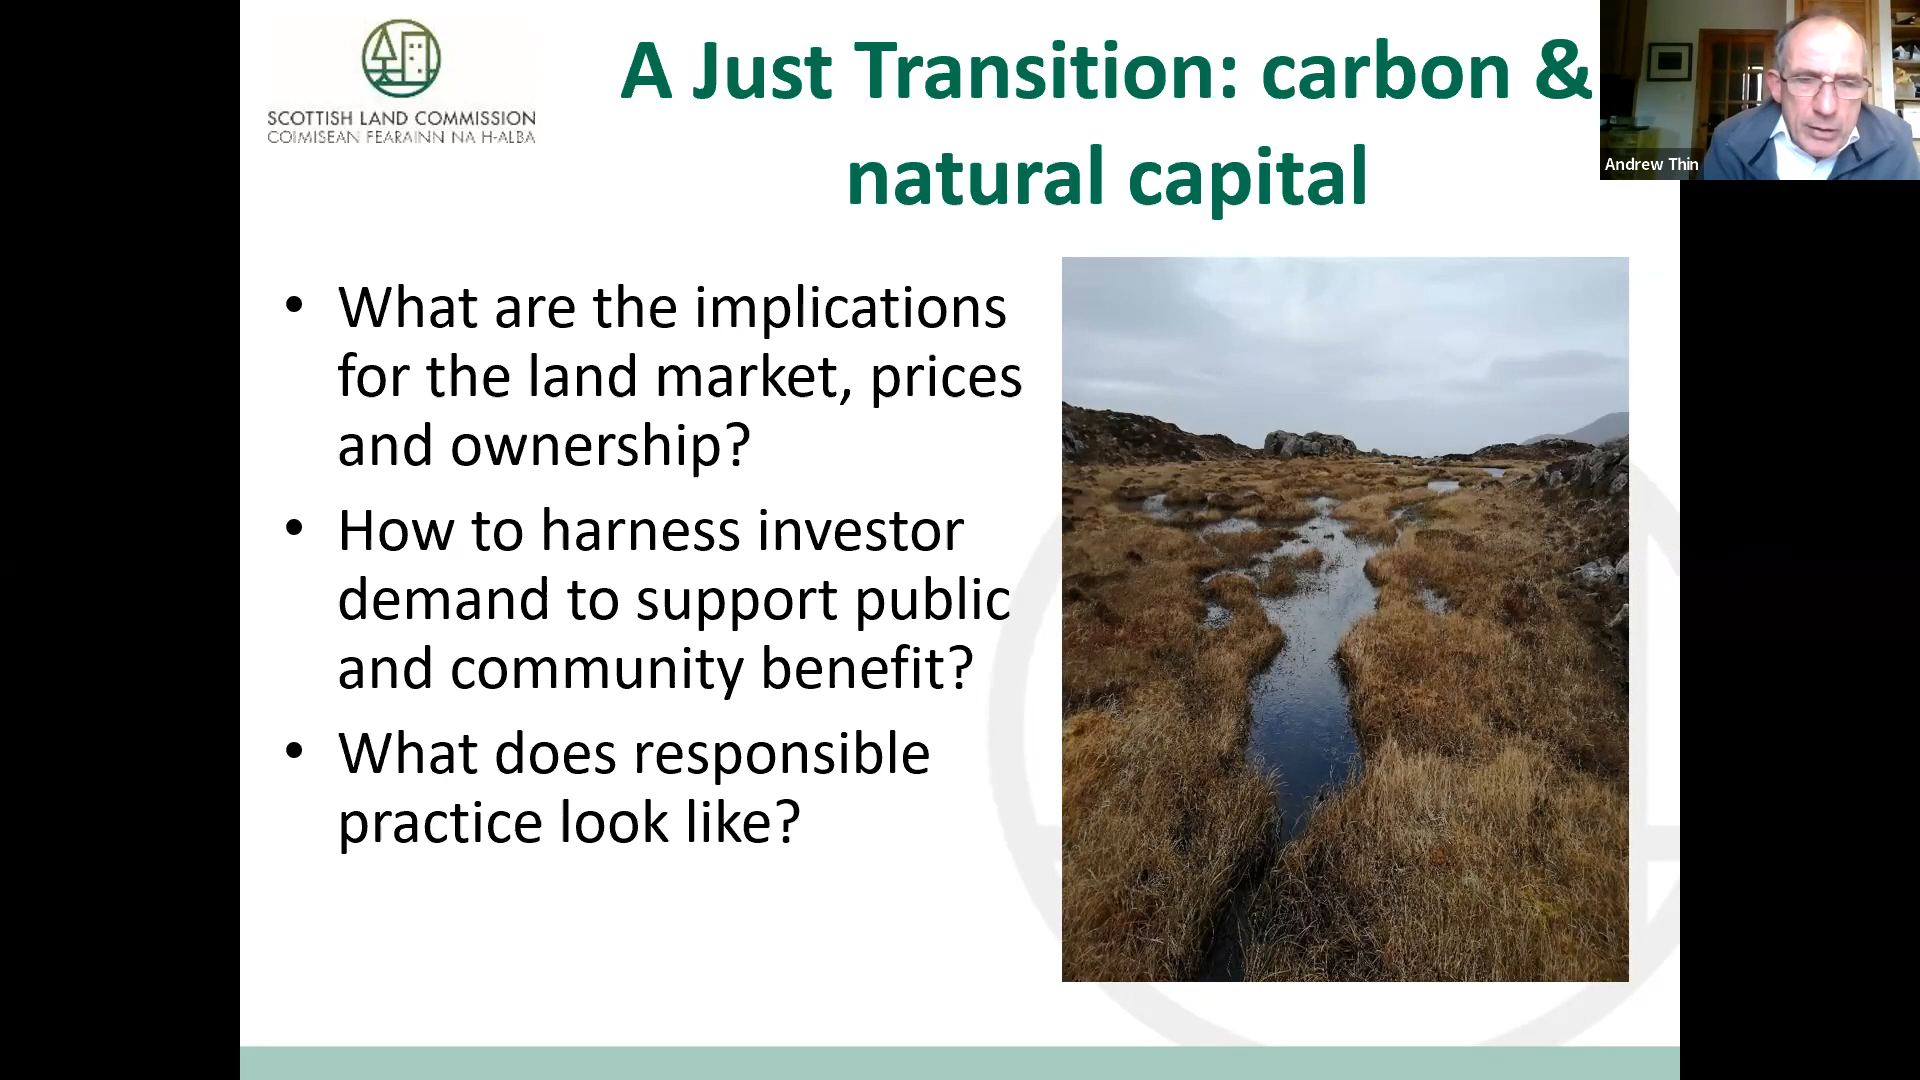 SCOTTISH LAND COMMISSION
COIMISEAN FEARAINN NA H-ALBA
A Just Transition: carbon &
natural capital
Andrew Thin
• What are the implications
for the land market, prices
and ownership?
• How to harness investor
demand to support public
and community benefit?
• What does responsible
practice look like?